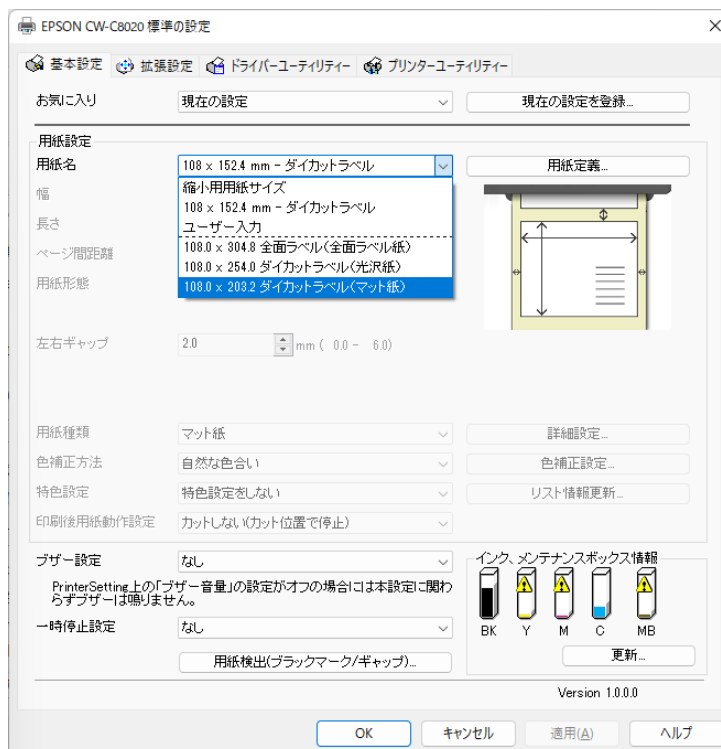 EPSON CW-C8020 標準の設定
基本設定 拡張設定 ドライバーユーティリティー プリンターユーティリティー
お気に入り 現在の設定 現在の設定を登録...
用紙設定
用紙名 108 x 152.4 mm - ダイカットラベル 用紙定義...
縮小用用紙サイズ
幅
108 x 152.4 mm - ダイカットラベル
長さ ユーザー入力
ページ間距離 108.0 x 304.8 全面ラベル(全面ラベル紙)
108.0 x 254.0 ダイカットラベル(光沢紙)
用紙形態 108.0 x 203.2 ダイカットラベル(マット紙)
左右ギャップ 2.0 mm ( 0.0 - 6.0)
用紙種類 マット紙 詳細設定...
色補正方法 自然な色合い 色補正設定...
特色設定 特色設定をしない リスト情報更新...
印刷後用紙動作設定 カットしない(カット位置で停止)
ブザー設定 なし インク、メンテナンスボックス情報
PrinterSetting上の「ブザー音量」の設定がオフの場合には本設定に関わ
らずブザーは鳴りません。
一時停止設定 なし
BK Y M C MB
用紙検出(ブラックマーク/ギャップ)... 更新...
Version 1.0.0.0
OK キャンセル 適用(A) ヘルプ